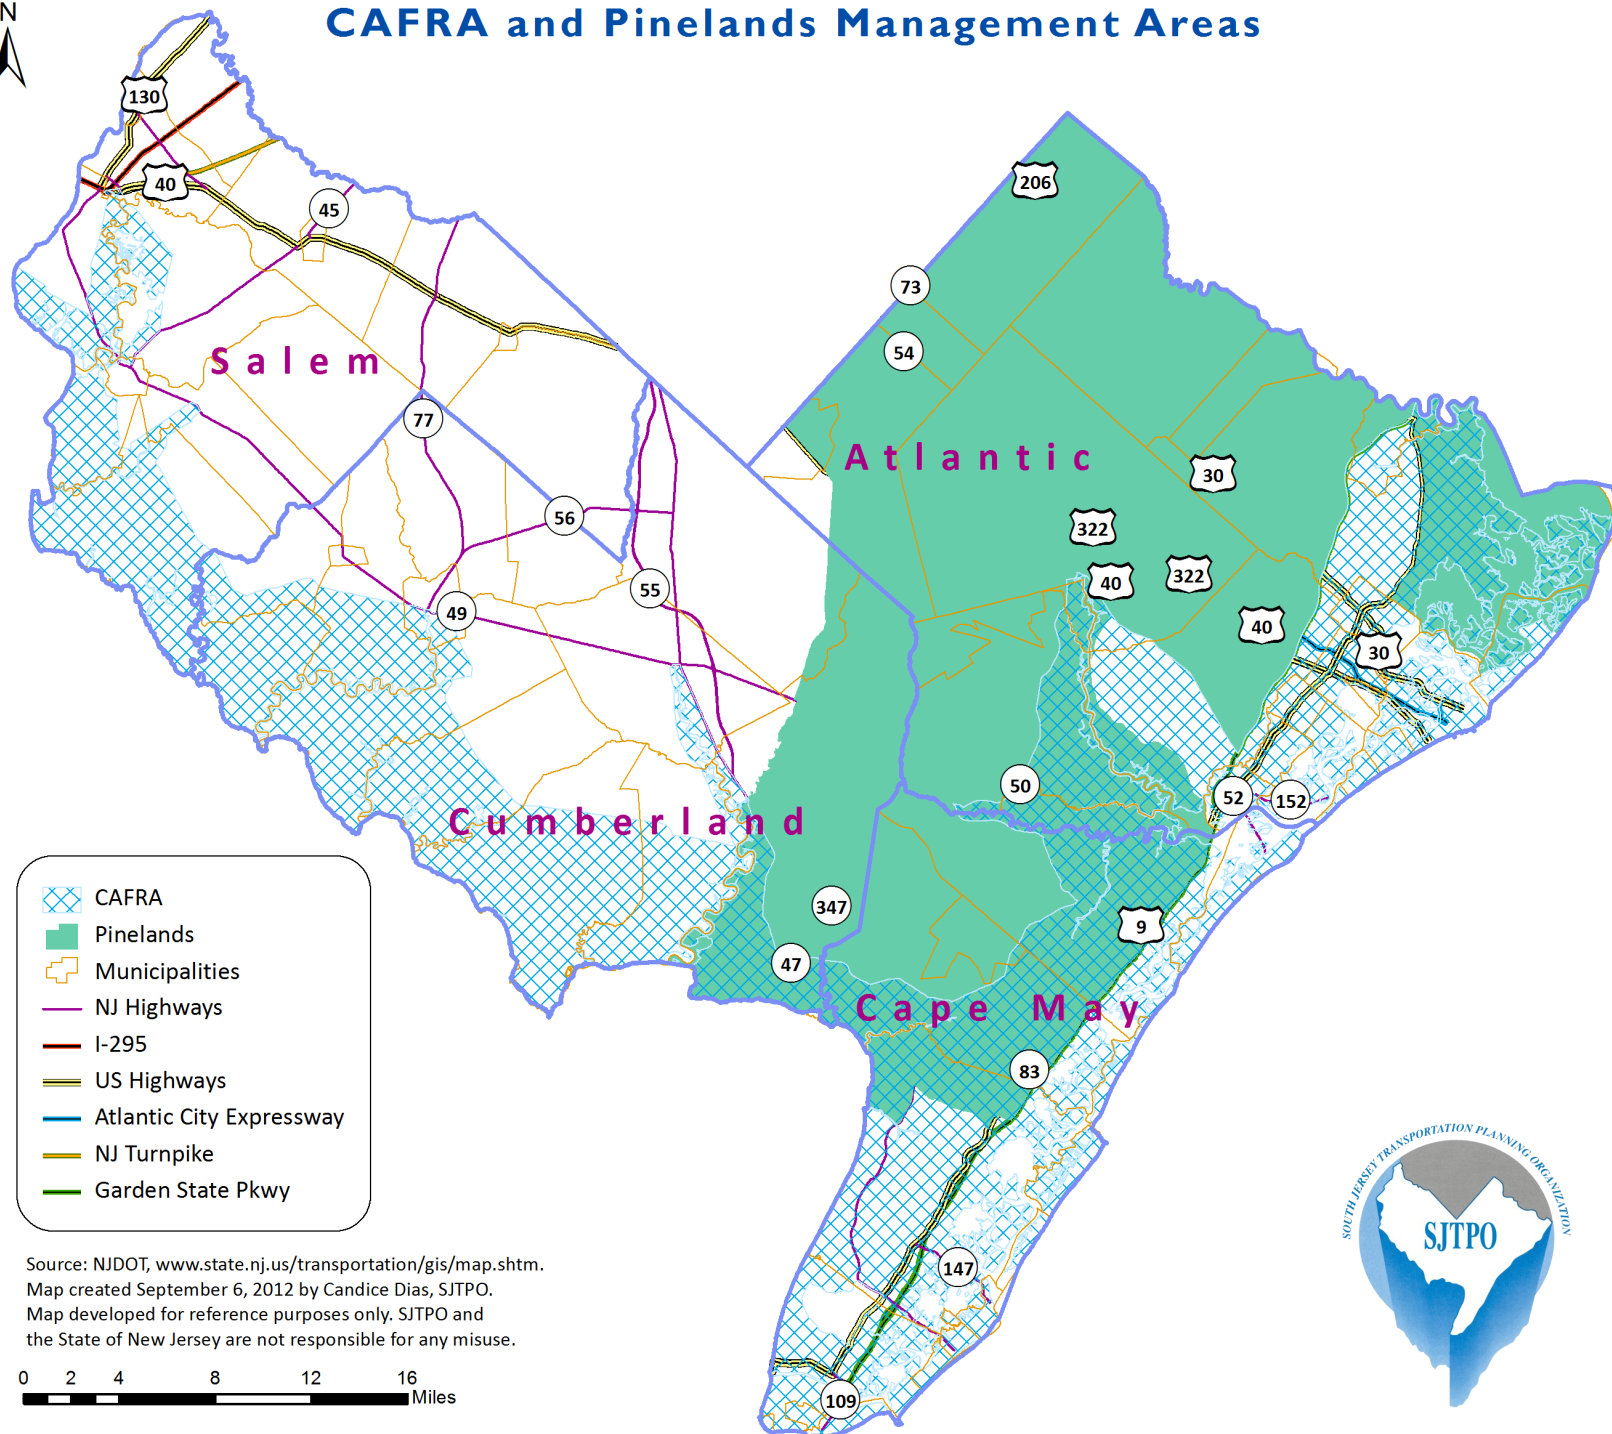 CAFRA and Pinelands Management Areas
N
130
40
45
206
73
54
Salem
77
Atlantic
30
322
56
40
322
55
49
40
30
50
52
152
Cumberland
347
9
47
Cape May
83
147
109
CAFRA
Pinelands
Municipalities
NJ Highways
I-295
US Highways
Atlantic City Expressway
NJ Turnpike
Garden State Pkwy
Source: NJDOT, www.state.nj.us/transportation/gis/map.shtm.
Map created September 6, 2012 by Candice Dias, SJTPO.
Map developed for reference purposes only. SJTPO and
the State of New Jersey are not responsible for any misuse.
0 2 4 8 12 16
Miles
SOUTH JERSEY TRANSPORTATION PLANNING ORGANIZATION
SJTPO